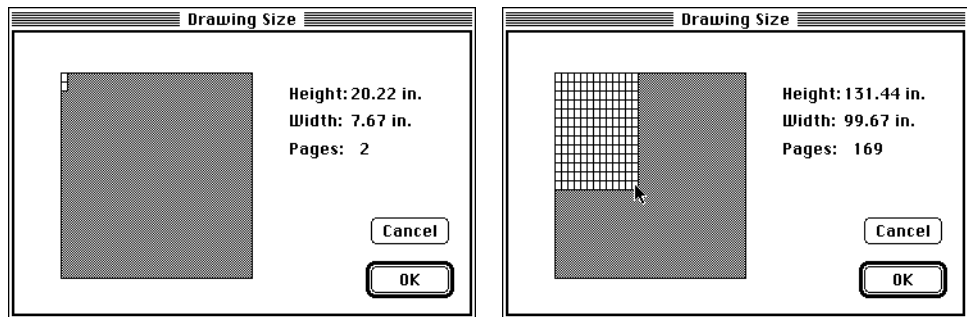 Drawing Size
Height: 20.22 in.
Width: 7.67 in.
Pages: 2
Cancel
OK
Drawing Size
Height: 131.44 in.
Width: 99.67 in.
Pages: 169
Cancel
OK